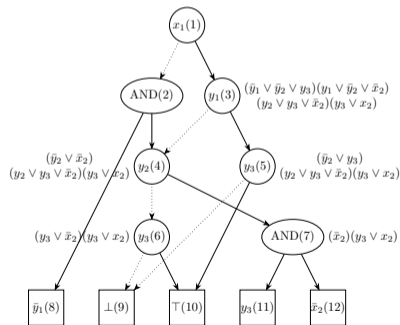 x₁(1)
AND(2)
y₁(3)
(ȳ₁ ∨ ȳ₂ ∨ y₃)(y₁ ∨ ȳ₂ ∨ x̄₂)
(y₂ ∨ y₃ ∨ x̄₂)(y₃ ∨ x₂)
(ȳ₂ ∨ x̄₂)
(y₂ ∨ y₃ ∨ x̄₂)(y₃ ∨ x₂)
y₂(4)
y₃(5)
(ȳ₂ ∨ y₃)
(y₂ ∨ y₃ ∨ x̄₂)(y₃ ∨ x₂)
(y₃ ∨ x̄₂)(y₃ ∨ x₂)
y₃(6)
AND(7)
(x̄₂)(y₃ ∨ x₂)
ȳ₁(8)
⊥(9)
⊤(10)
y₃(11)
x̄₂(12)